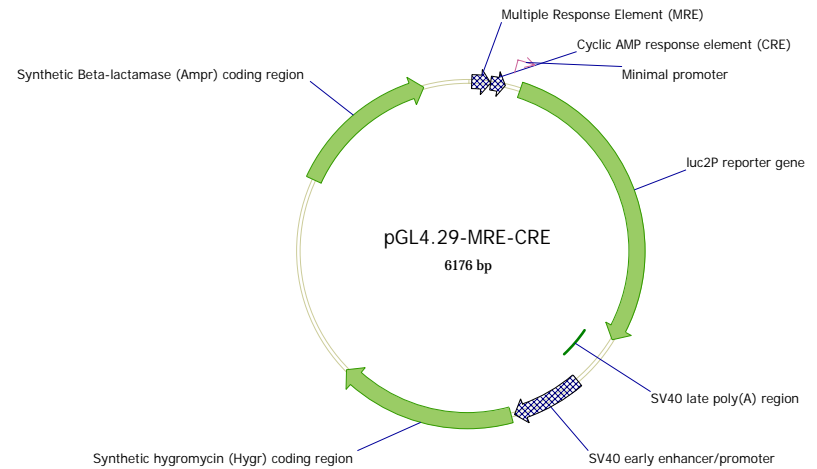 Multiple Response Element (MRE)
Cyclic AMP response element (CRE)
Synthetic Beta-lactamase (Ampr) coding region
Minimal promoter
luc2P reporter gene
pGL4.29-MRE-CRE
6176 bp
SV40 late poly(A) region
Synthetic hygromycin (Hygr) coding region
SV40 early enhancer/promoter